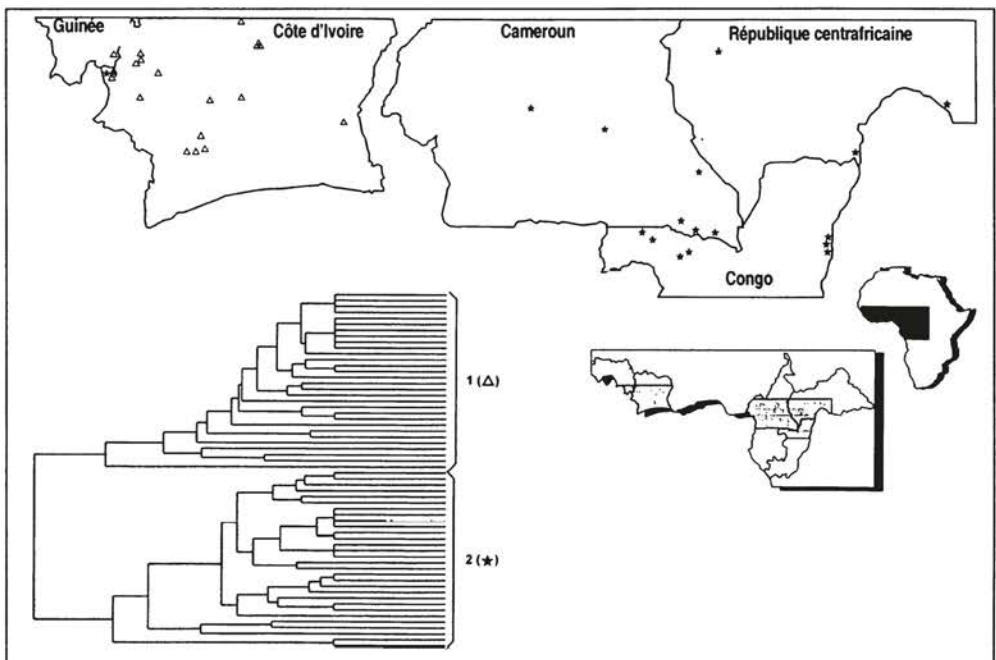 Guinée
Côte d'Ivoire
Cameroun
République centrafricaine
Congo
1 (△)
2 (★)